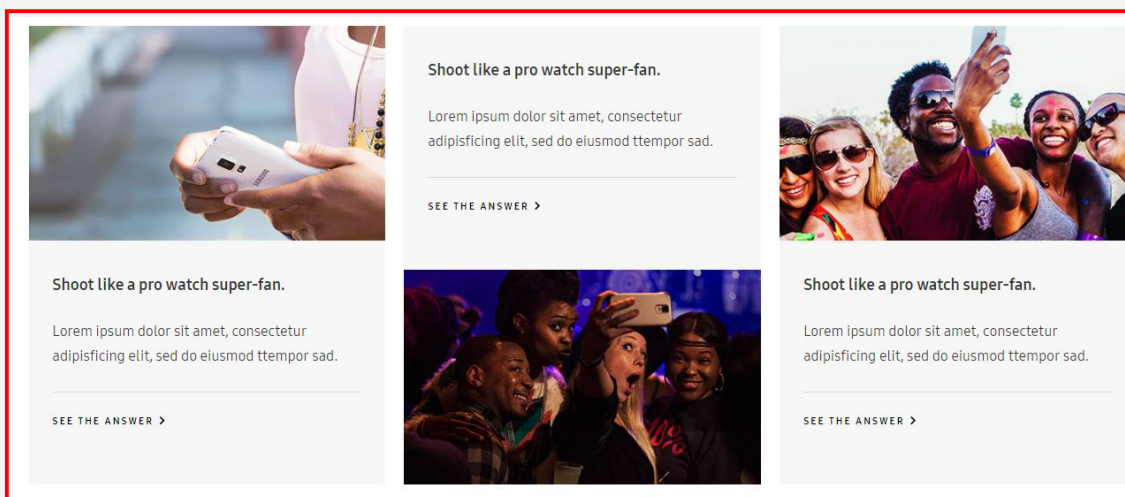 SAMSUNG
Shoot like a pro watch super-fan.
Lorem ipsum dolor sit amet, consectetur
adipisficing elit, sed do eiusmod ttempor sad.
SEE THE ANSWER >
Shoot like a pro watch super-fan.
Lorem ipsum dolor sit amet, consectetur
adipisficing elit, sed do eiusmod ttempor sad.
SEE THE ANSWER >
Shoot like a pro watch super-fan.
Lorem ipsum dolor sit amet, consectetur
adipisficing elit, sed do eiusmod ttempor sad.
SEE THE ANSWER >